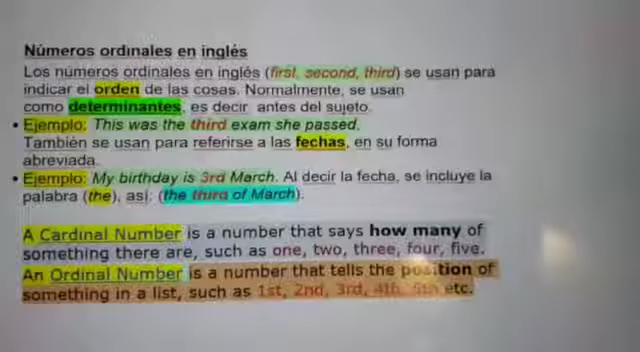 Números ordinales en inglés
Los números ordinales en inglés (first, second, third) se usan para
indicar el orden de las cosas. Normalmente, se usan
como determinantes, es decir antes del sujeto.
• Ejemplo: This was the third exam she passed.
También se usan para referirse a las fechas, en su forma
abreviada.
• Ejemplo: My birthday is 3rd March. Al decir la fecha, se incluye la
palabra (the), asi: (the third of March).
A Cardinal Number is a number that says how many of
something there are, such as one, two, three, four, five.
An Ordinal Number is a number that tells the position of
something in a list, such as 1st, 2nd, 3rd, 4th, 5th etc.